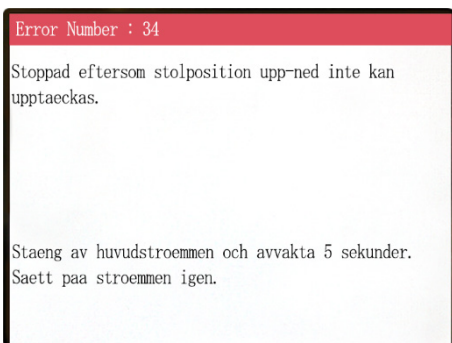 Error Number : 34
Stoppad eftersom stolposition upp-ned inte kan
upptaeckas.
Staeng av huvudstroemmen och avvakta 5 sekunder.
Saett paa stroemmen igen.